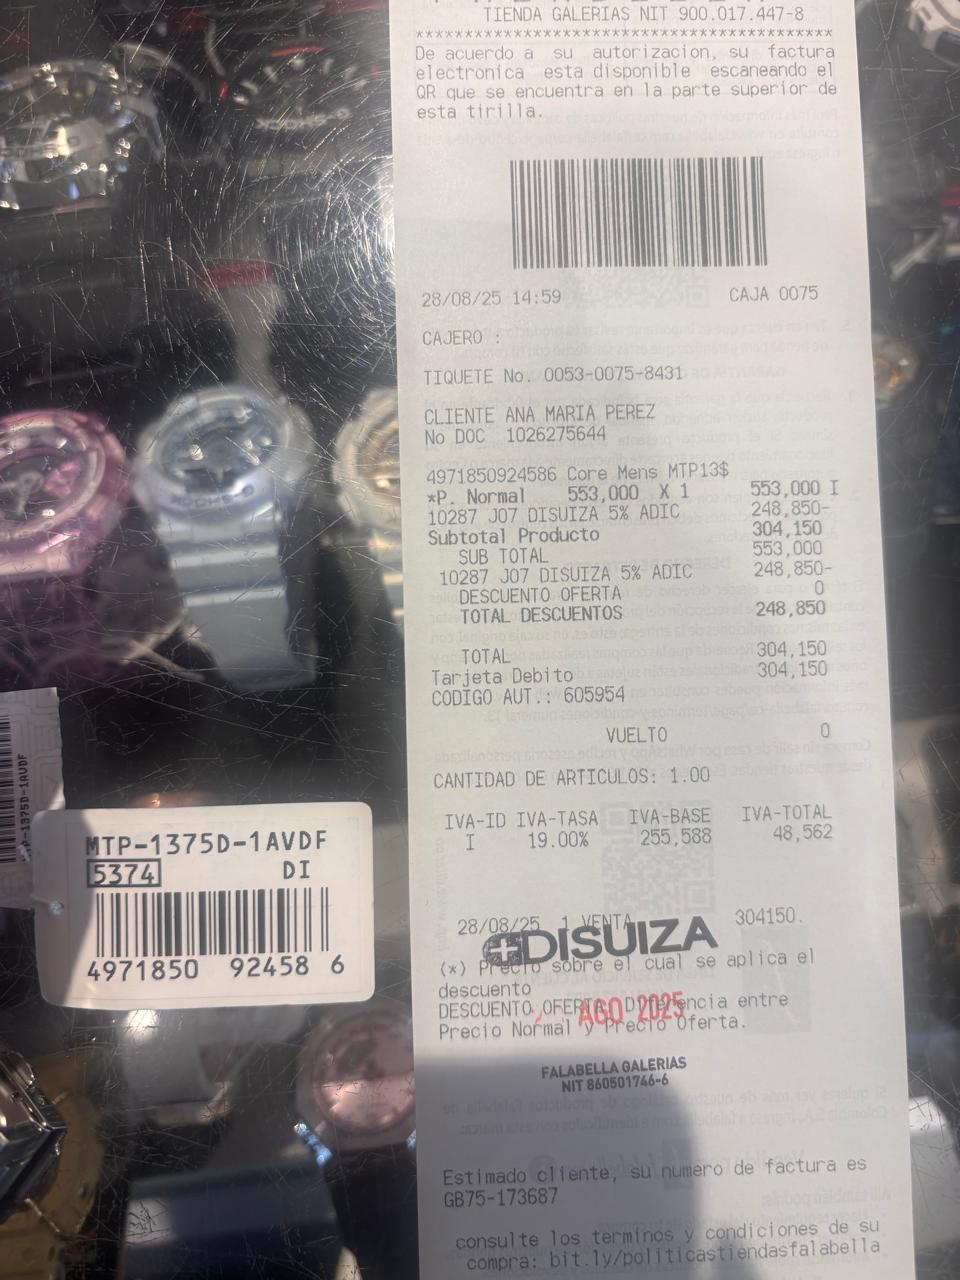 TIENDA GALERIAS NIT 900.017.447-8
******************************************
De acuerdo a su autorizacion, su factura
electronica esta disponible escaneando el
QR que se encuentra en la parte superior de
esta tirilla.
28/08/25 14:59 CAJA 0075
CAJERO :
TIQUETE No. 0053-0075-8431
CLIENTE ANA MARIA PEREZ
No DOC 1026275644
4971850924586 Core Mens MTP13$
*P. Normal 553,000 X 1 553,000 I
10287 J07 DISUIZA 5% ADIC 248,850-
Subtotal Producto 304,150
SUB TOTAL 553,000
10287 J07 DISUIZA 5% ADIC 248,850-
DESCUENTO OFERTA 0
TOTAL DESCUENTOS 248,850
TOTAL 304,150
Tarjeta Debito 304,150
CODIGO AUT.: 605954
VUELTO 0
CANTIDAD DE ARTICULOS: 1.00
IVA-ID IVA-TASA IVA-BASE IVA-TOTAL
I 19.00% 255,588 48,562
28/08/25 1 VENTA 304150.
DISUIZA
(*) Precio sobre el cual se aplica el
descuento
DESCUENTO OFERTA: Diferencia entre
AGO 2025
Precio Normal y Precio Oferta.
FALABELLA GALERIAS
NIT 860501746-6
Estimado cliente, su numero de factura es
GB75-173687
consulte los terminos y condiciones de su
compra: bit.ly/politicastiendasfalabella
MTP-1375D-1AVDF
5374 DI
4971850 92458 6
MTP-1375D-1AVDF